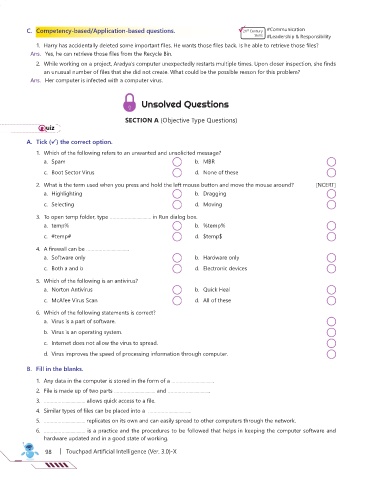 C. Competency-based/Application-based questions.
21st Century Skills #Communication
#Leadership & Responsibility
1. Harry has accidentally deleted some important files. He wants those files back. Is he able to retrieve those files?
Ans. Yes, he can retrieve those files from the Recycle Bin.
2. While working on a project, Aradya's computer unexpectedly restarts multiple times. Upon closer inspection, she finds
an unusual number of files that she did not create. What could be the possible reason for this problem?
Ans. Her computer is infected with a computer virus.
Unsolved Questions
SECTION A (Objective Type Questions)
Quiz
A. Tick (✓) the correct option.
1. Which of the following refers to an unwanted and unsolicited message?
a. Spam b. MBR
c. Boot Sector Virus d. None of these
2. What is the term used when you press and hold the left mouse button and move the mouse around? [NCERT]
a. Highlighting b. Dragging
c. Selecting d. Moving
3. To open temp folder, type ........................ in Run dialog box.
a. temp% b. %temp%
c. #temp# d. $temp$
4. A firewall can be ........................
a. Software only b. Hardware only
c. Both a and b d. Electronic devices
5. Which of the following is an antivirus?
a. Norton Antivirus b. Quick Heal
c. McAfee Virus Scan d. All of these
6. Which of the following statements is correct?
a. Virus is a part of software.
b. Virus is an operating system.
c. Internet does not allow the virus to spread.
d. Virus improves the speed of processing information through computer.
B. Fill in the blanks.
1. Any data in the computer is stored in the form of a ........................
2. File is made up of two parts ........................ and ........................
3. ........................ allows quick access to a file.
4. Similar types of files can be placed into a ........................
5. ........................ replicates on its own and can easily spread to other computers through the network.
6. ........................ is a practice and the procedures to be followed that helps in keeping the computer software and
hardware updated and in a good state of working.
98 | Touchpad Artificial Intelligence (Ver. 3.0)-X